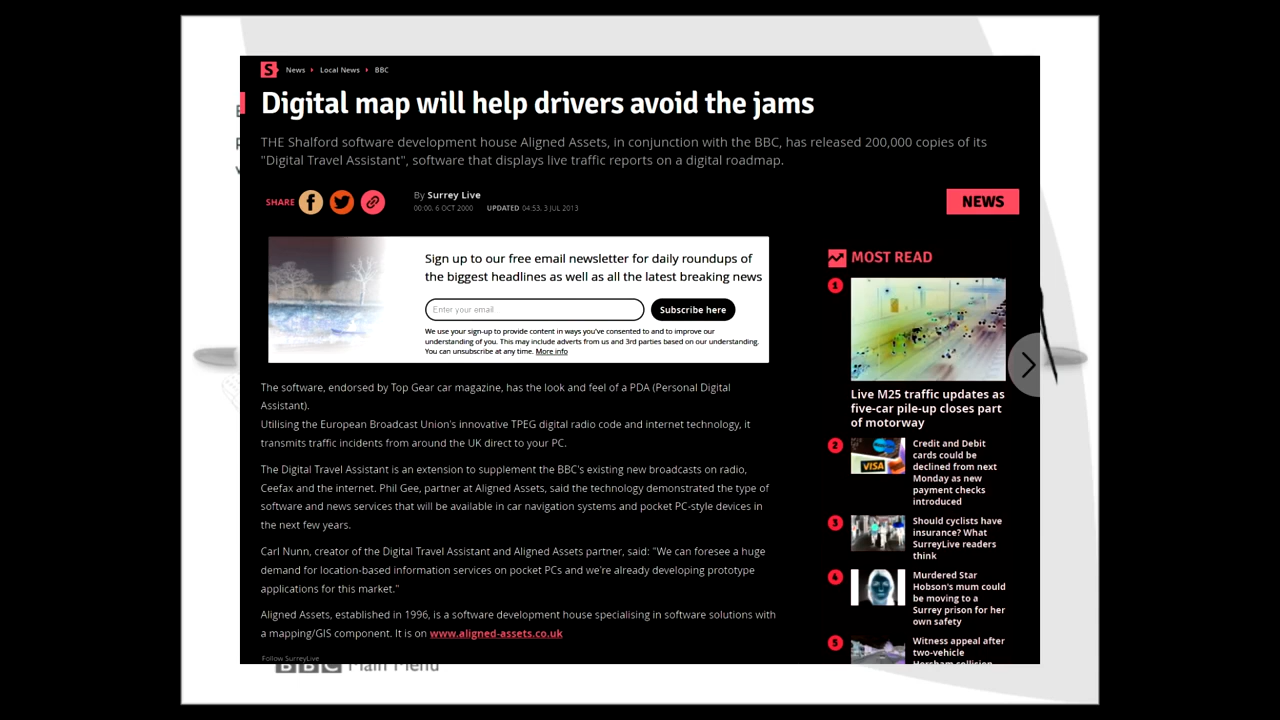 S News Local News BBC
Digital map will help drivers avoid the jams
THE Shalford software development house Aligned Assets, in conjunction with the BBC, has released 200,000 copies of its
"Digital Travel Assistant", software that displays live traffic reports on a digital roadmap.
SHARE
By Surrey Live
00:00, 6 OCT 2000 UPDATED 04:53, 3 JUL 2013
NEWS
Sign up to our free email newsletter for daily roundups of
the biggest headlines as well as all the latest breaking news
Enter your email
Subscribe here
We use your sign-up to provide content in ways you've consented to and to improve our
understanding of you. This may include adverts from us and 3rd parties based on our understanding.
You can unsubscribe at any time. More info
The software, endorsed by Top Gear car magazine, has the look and feel of a PDA (Personal Digital
Assistant).
Utilising the European Broadcast Union's innovative TPEG digital radio code and internet technology, it
transmits traffic incidents from around the UK direct to your PC.
The Digital Travel Assistant is an extension to supplement the BBC's existing new broadcasts on radio,
Ceefax and the internet. Phil Gee, partner at Aligned Assets, said the technology demonstrated the type of
software and news services that will be available in car navigation systems and pocket PC-style devices in
the next few years.
Carl Nunn, creator of the Digital Travel Assistant and Aligned Assets partner, said: "We can foresee a huge
demand for location-based information services on pocket PCs and we're already developing prototype
applications for this market."
Aligned Assets, established in 1996, is a software development house specialising in software solutions with
a mapping/GIS component. It is on www.aligned-assets.co.uk
Follow SurreyLive
MOST READ
1
Live M25 traffic updates as
five-car pile-up closes part
of motorway
2
VISA
Credit and Debit
cards could be
declined from next
Monday as new
payment checks
introduced
3
Should cyclists have
insurance? What
SurreyLive readers
think
4
Murdered Star
Hobson's mum could
be moving to a
Surrey prison for her
own safety
5
Witness appeal after
two-vehicle
Horsham collision
BBC Main Menu